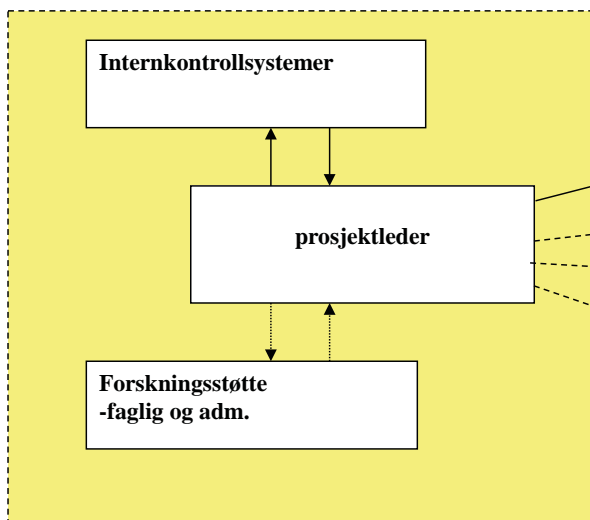 Internkontrollsystemer
prosjektleder
Forskningsstøtte
-faglig og adm.